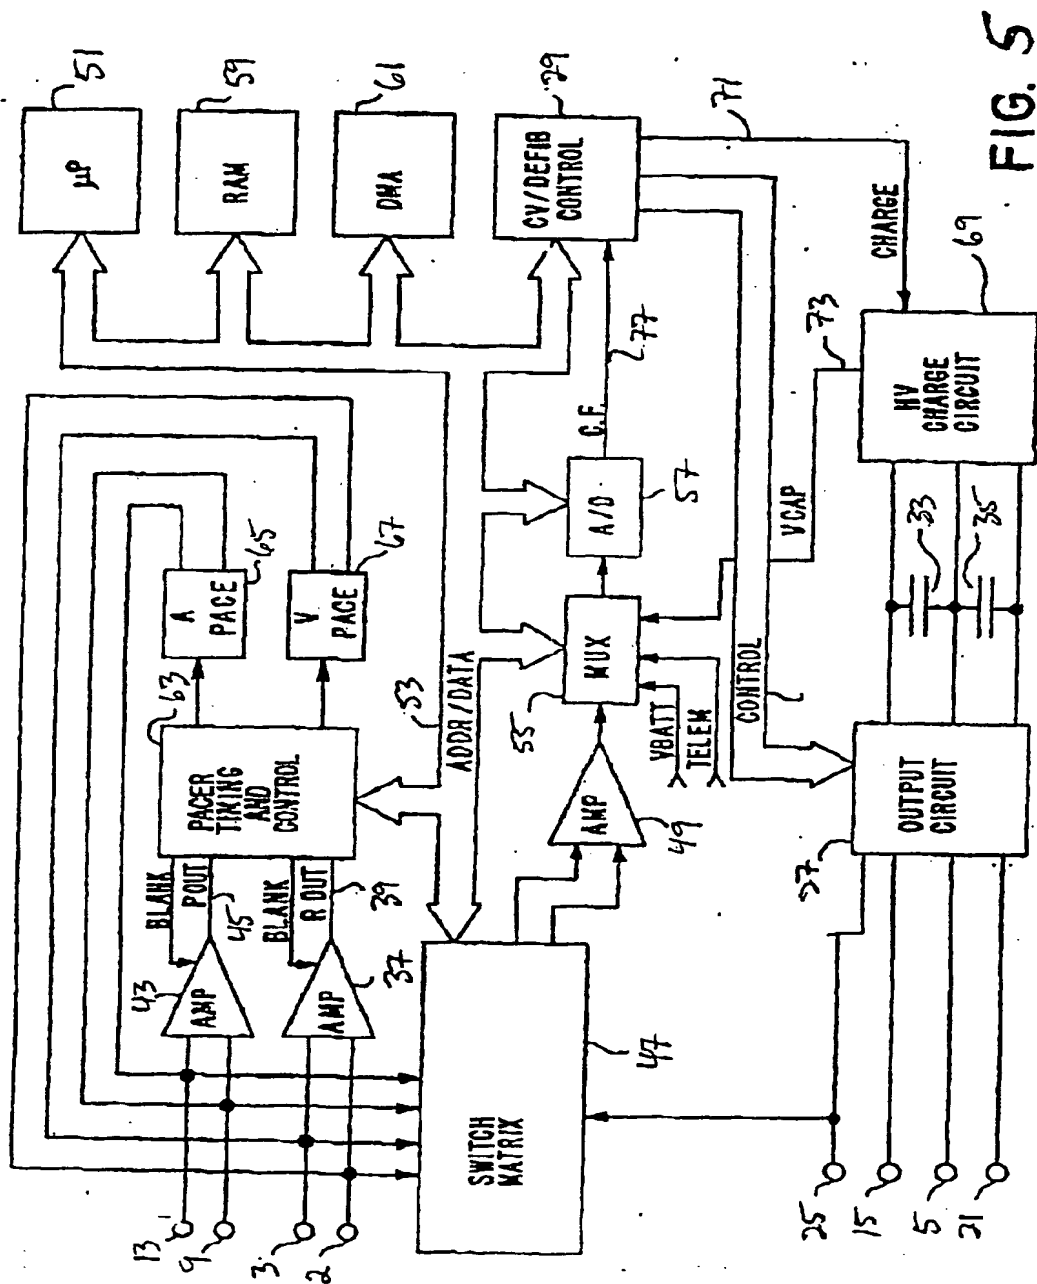 13
9
3
2
43
AMP
BLANK
POUT
45
37
AMP
BLANK
R OUT
39
63
PACER
TIMING
AND
CONTROL
A
PACE
65
V
PACE
67
µP
51
RAM
59
DMA
61
53
ADDR/DATA
SWITCH
MATRIX
47
AMP
49
55
MUX
VBATT
TELEM
A/D
57
C.F.
77
CV/DEFIB
CONTROL
29
71
CONTROL
VCAP
73
CHARGE
HV
CHARGE
CIRCUIT
69
33
35
OUTPUT
CIRCUIT
25
15
5
21
FIG. 5